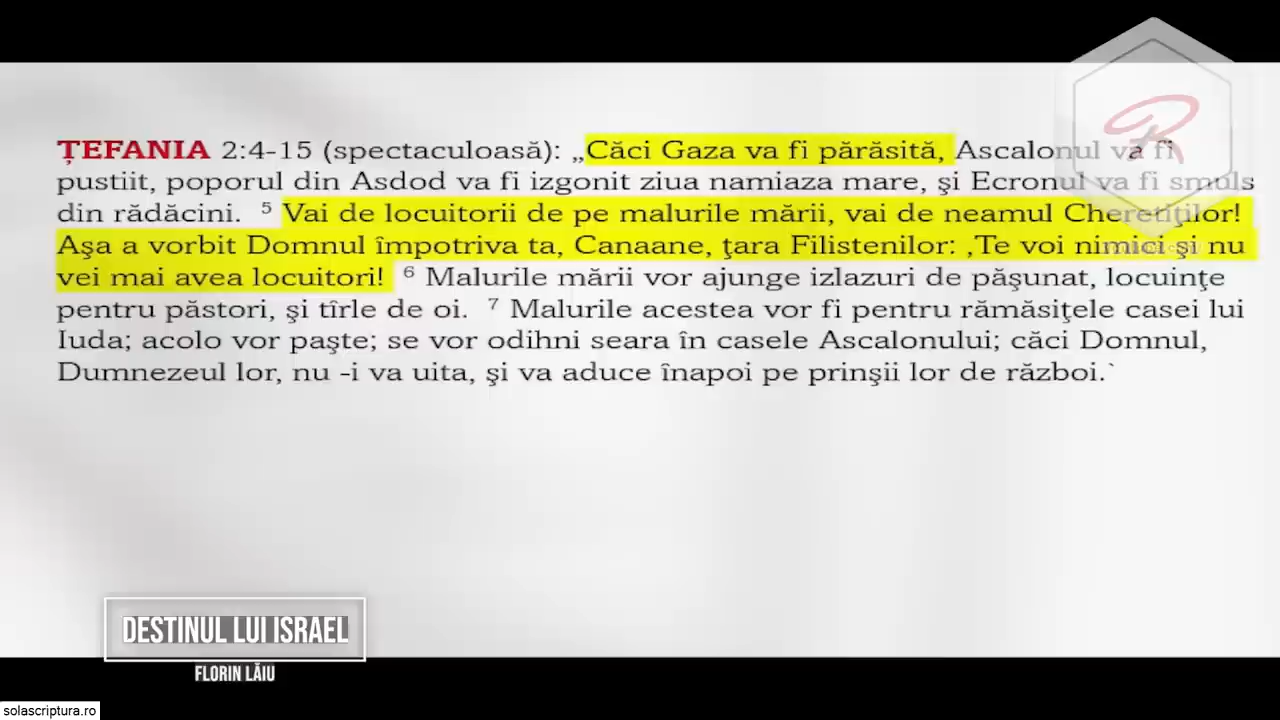 ȚEFANIA 2:4-15 (spectaculoasă): „Căci Gaza va fi părăsită, Ascalonul va fi
pustiit, poporul din Asdod va fi izgonit ziua namiaza mare, şi Ecronul va fi smuls
din rădăcini. ⁵ Vai de locuitorii de pe malurile mării, vai de neamul Cheretiţilor!
Aşa a vorbit Domnul împotriva ta, Canaane, ţara Filistenilor: ‚Te voi nimici şi nu
vei mai avea locuitori! ⁶ Malurile mării vor ajunge izlazuri de păşunat, locuinţe
pentru păstori, şi tîrle de oi. ⁷ Malurile acestea vor fi pentru rămăsiţele casei lui
Iuda; acolo vor paşte; se vor odihni seara în casele Ascalonului; căci Domnul,
Dumnezeul lor, nu -i va uita, şi va aduce înapoi pe prinşii lor de război.`
DESTINUL LUI ISRAEL
FLORIN LĂIU
solascriptura.ro